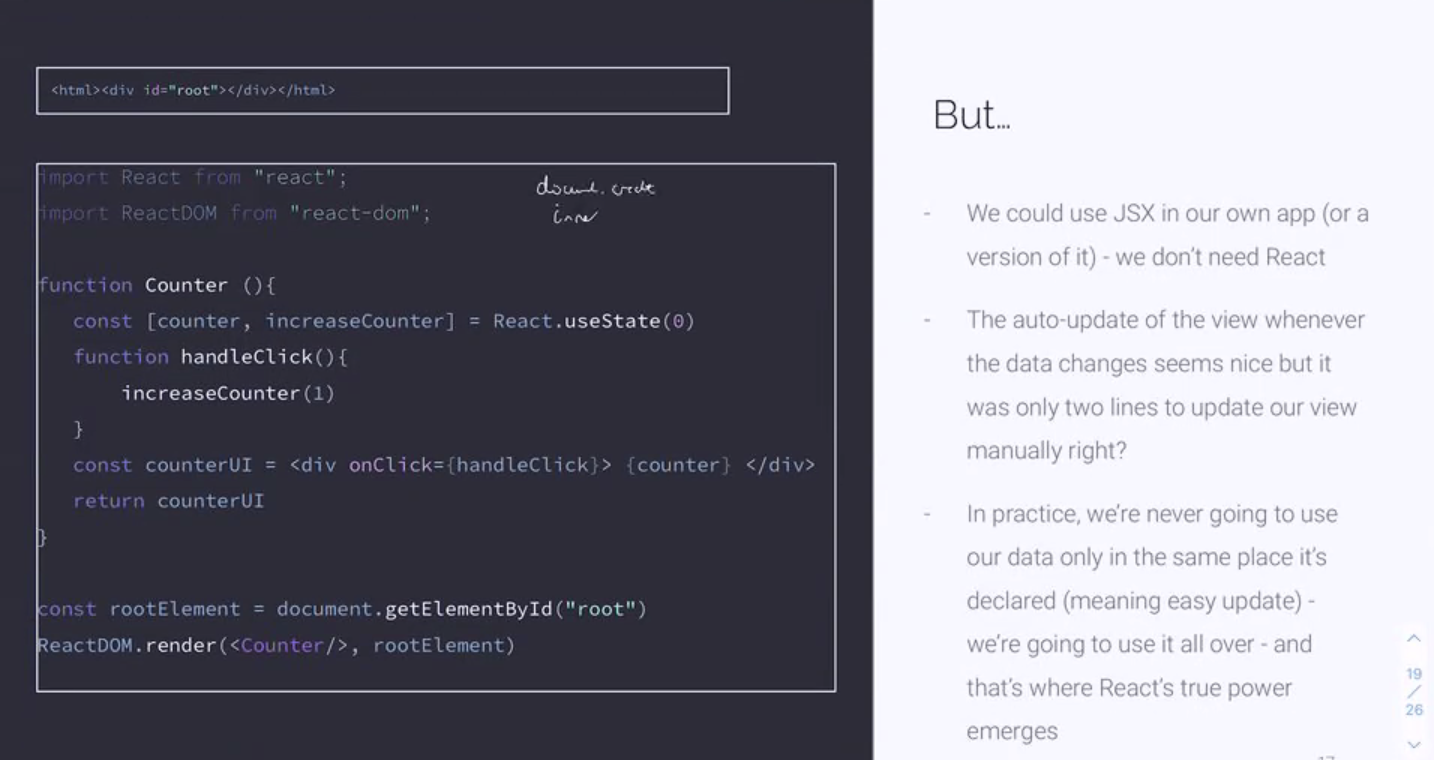 <html><div id="root"></div></html>
import React from "react";
import ReactDOM from "react-dom";
function Counter (){
const [counter, increaseCounter] = React.useState(0)
function handleClick(){
increaseCounter(1)
}
const counterUI = <div onClick={handleClick}> {counter} </div>
return counterUI
}
const rootElement = document.getElementById("root")
ReactDOM.render(<Counter/>, rootElement)
But...
- We could use JSX in our own app (or a
version of it) - we don't need React
- The auto-update of the view whenever
the data changes seems nice but it
was only two lines to update our view
manually right?
- In practice, we're never going to use
our data only in the same place it's
declared (meaning easy update) -
we're going to use it all over - and
that's where React's true power
emerges
19
/
26